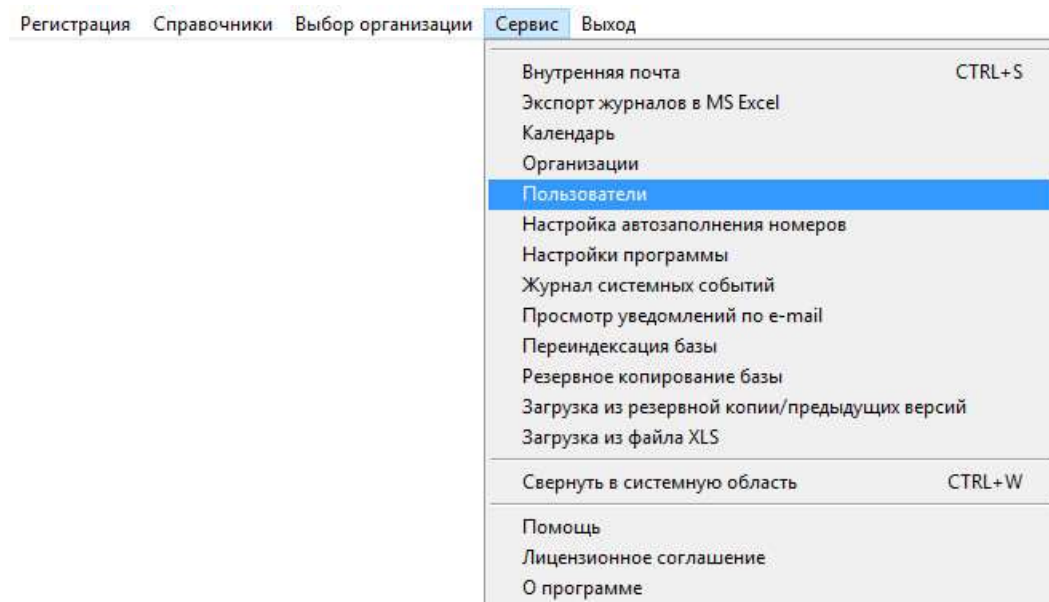 Регистрация Справочники Выбор организации Сервис Выход
Внутренняя почта CTRL+S
Экспорт журналов в MS Excel
Календарь
Организации
Пользователи
Настройка автозаполнения номеров
Настройки программы
Журнал системных событий
Просмотр уведомлений по e-mail
Переиндексация базы
Резервное копирование базы
Загрузка из резервной копии/предыдущих версий
Загрузка из файла XLS
Свернуть в системную область CTRL+W
Помощь
Лицензионное соглашение
О программе